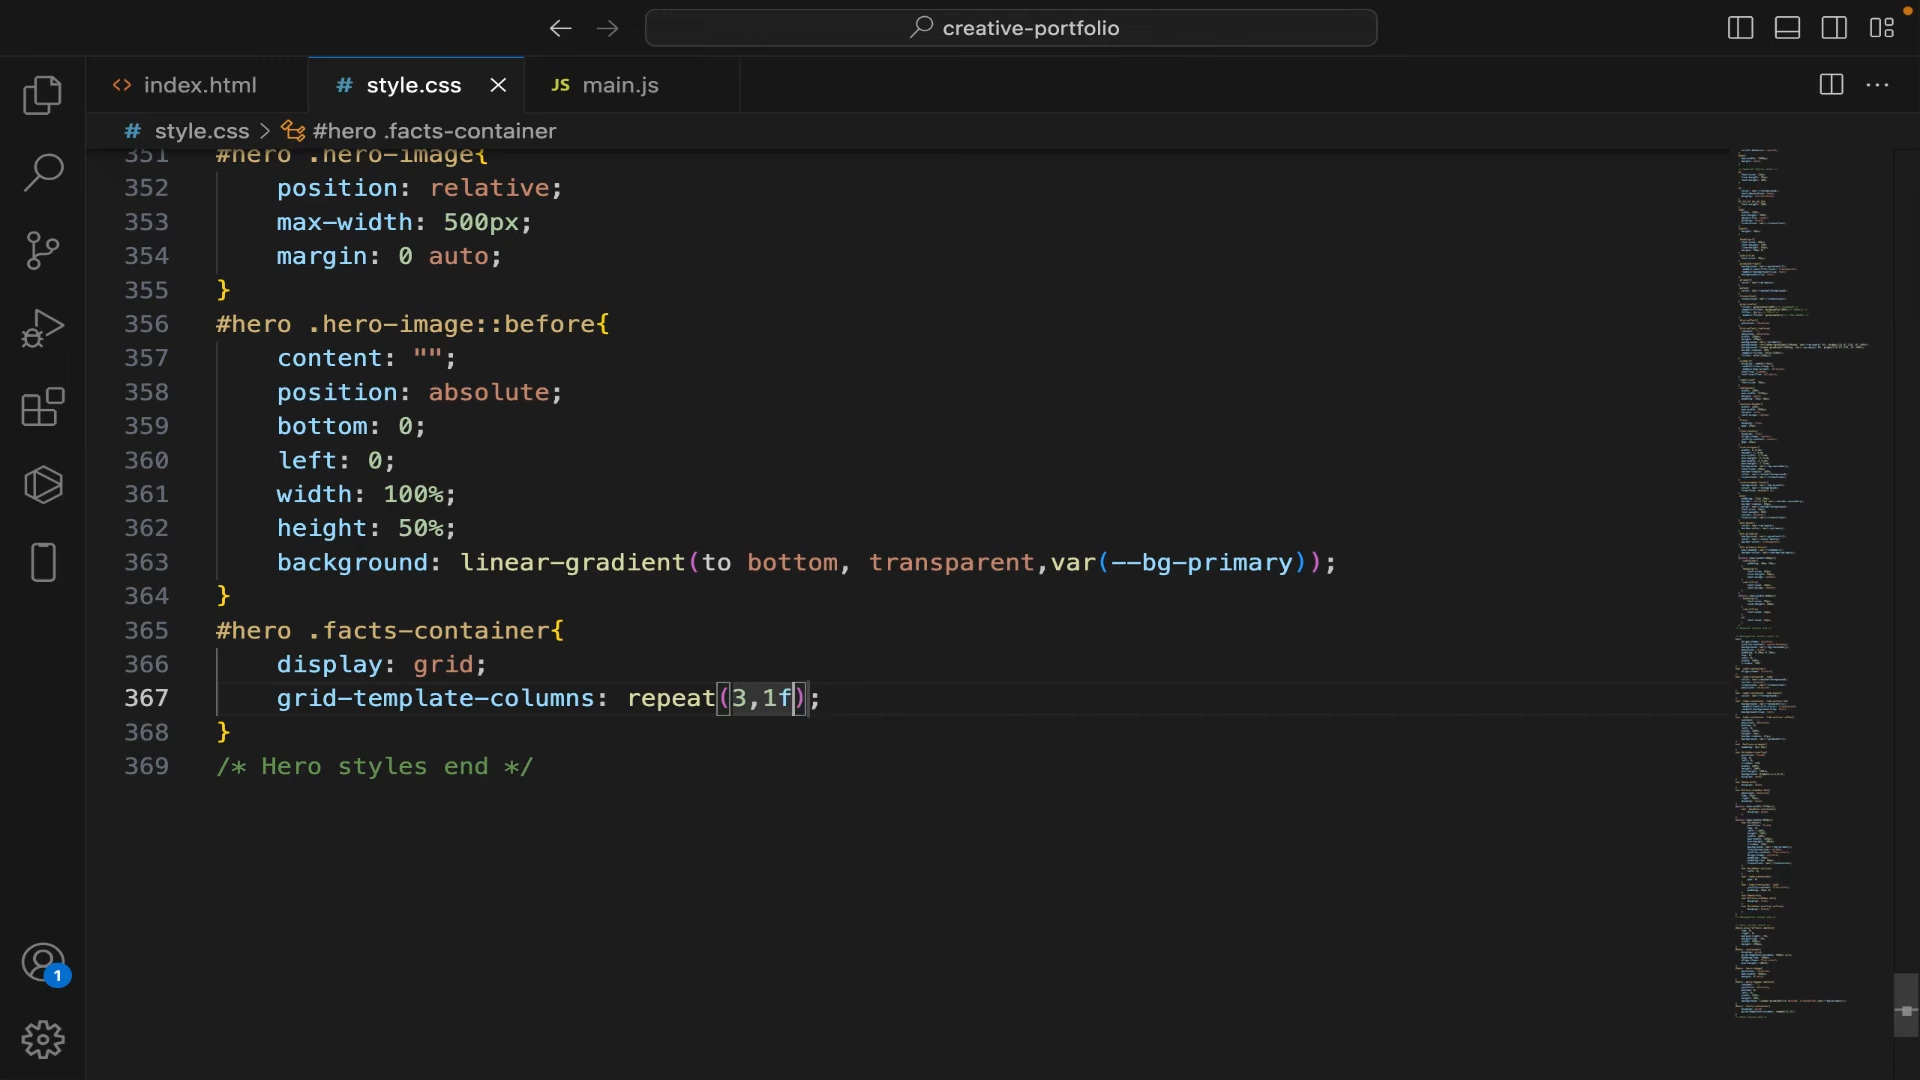 creative-portfolio
<> index.html
# style.css
JS main.js
# style.css > #hero .facts-container
351 #hero .hero-image{
352 position: relative;
353 max-width: 500px;
354 margin: 0 auto;
355 }
356 #hero .hero-image::before{
357 content: "";
358 position: absolute;
359 bottom: 0;
360 left: 0;
361 width: 100%;
362 height: 50%;
363 background: linear-gradient(to bottom, transparent,var(--bg-primary));
364 }
365 #hero .facts-container{
366 display: grid;
367 grid-template-columns: repeat(3,1f);
368 }
369 /* Hero styles end */
1